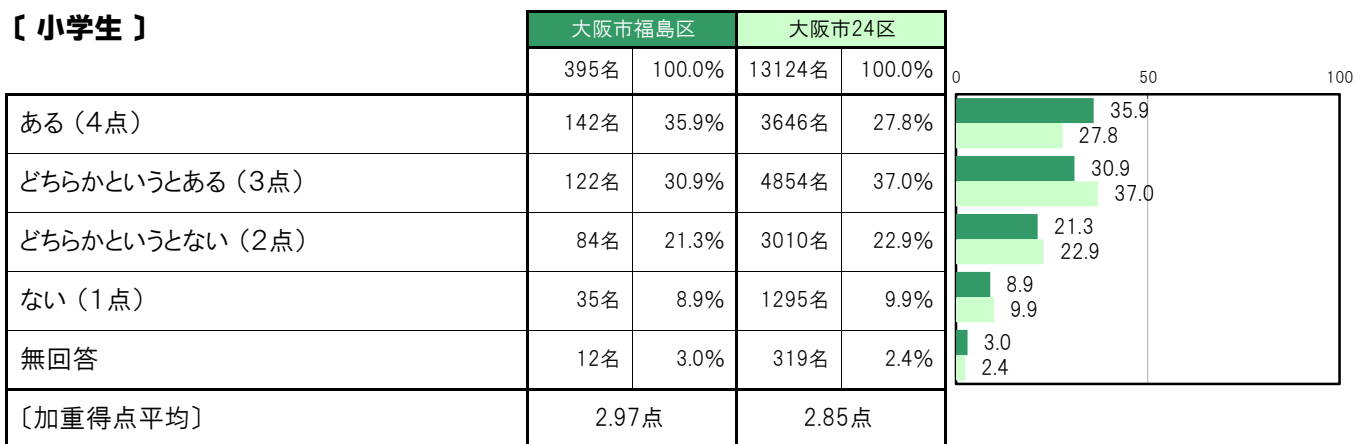 〔 小学生 〕
大阪市福島区 大阪市24区
395名 100.0% 13124名 100.0%
0 50 100
ある（4点） 142名 35.9% 3646名 27.8%
35.9
27.8
どちらかというとある（3点） 122名 30.9% 4854名 37.0%
30.9
37.0
どちらかというとない（2点） 84名 21.3% 3010名 22.9%
21.3
22.9
ない（1点） 35名 8.9% 1295名 9.9%
8.9
9.9
無回答 12名 3.0% 319名 2.4%
3.0
2.4
〔加重得点平均〕 2.97点 2.85点